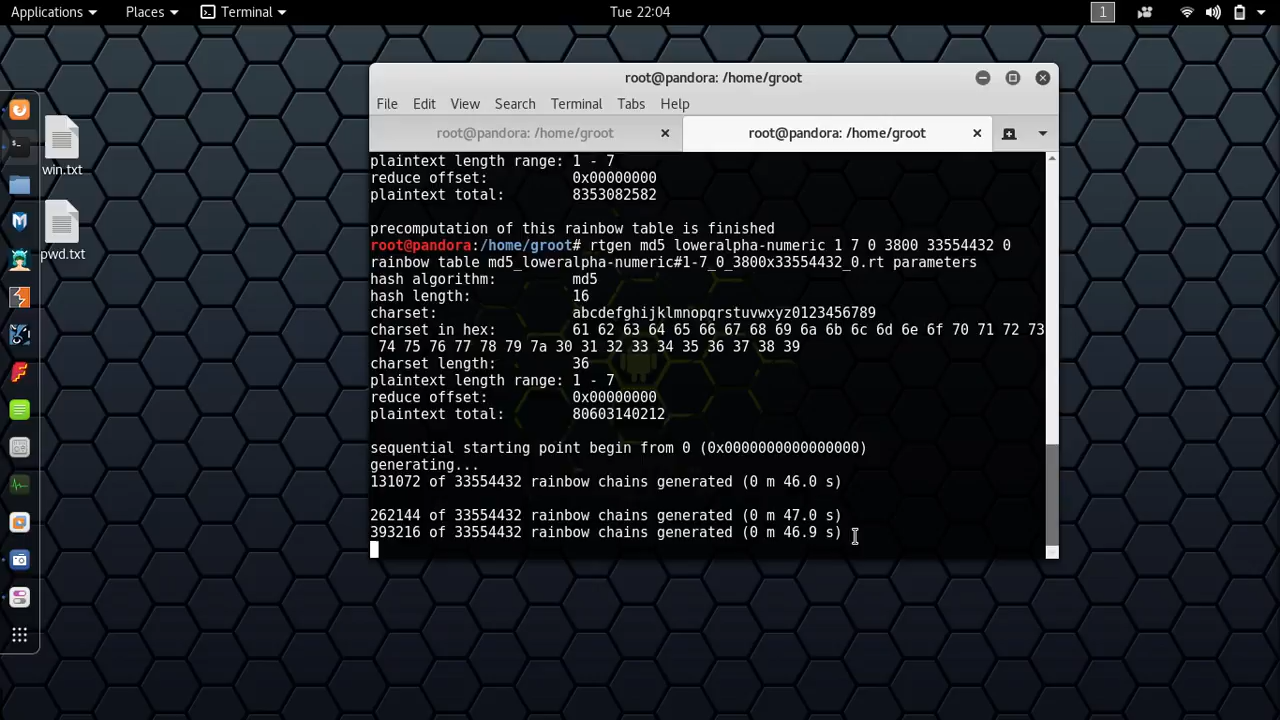 Applications Places Terminal Tue 22:04 1
root@pandora: /home/groot
File Edit View Search Terminal Tabs Help
root@pandora: /home/groot root@pandora: /home/groot
win.txt
pwd.txt
plaintext length range: 1 - 7
reduce offset: 0x00000000
plaintext total: 8353082582
precomputation of this rainbow table is finished
root@pandora:/home/groot# rtgen md5 loweralpha-numeric 1 7 0 3800 33554432 0
rainbow table md5_loweralpha-numeric#1-7_0_3800x33554432_0.rt parameters
hash algorithm: md5
hash length: 16
charset: abcdefghijklmnopqrstuvwxyz0123456789
charset in hex: 61 62 63 64 65 66 67 68 69 6a 6b 6c 6d 6e 6f 70 71 72 73
74 75 76 77 78 79 7a 30 31 32 33 34 35 36 37 38 39
charset length: 36
plaintext length range: 1 - 7
reduce offset: 0x00000000
plaintext total: 80603140212
sequential starting point begin from 0 (0x0000000000000000)
generating...
131072 of 33554432 rainbow chains generated (0 m 46.0 s)
262144 of 33554432 rainbow chains generated (0 m 47.0 s)
393216 of 33554432 rainbow chains generated (0 m 46.9 s)